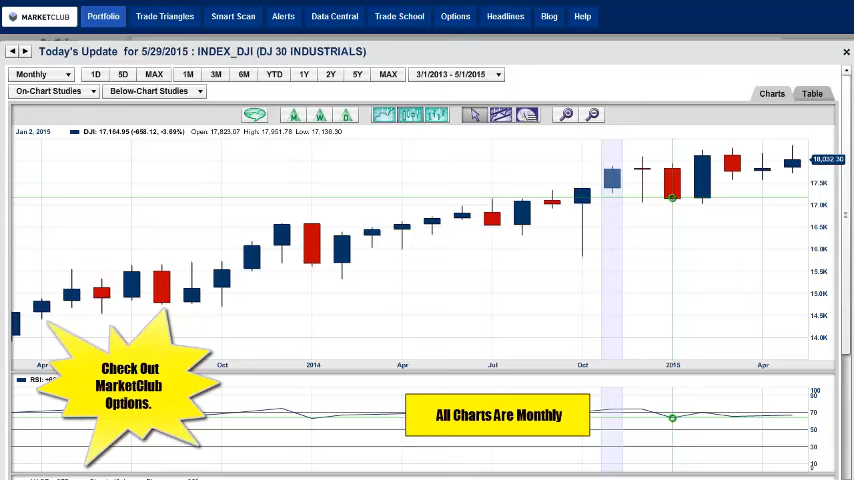 MARKETCLUB Portfolio Trade Triangles Smart Scan Alerts Data Central Trade School Options Headlines Blog Help
Today's Update for 5/29/2015 : INDEX_DJI (DJ 30 INDUSTRIALS)
Monthly 1D 5D MAX 1M 3M 6M YTD 1Y 2Y 5Y MAX 3/1/2013 - 5/1/2015
On-Chart Studies Below-Chart Studies Charts Table
M W D
Jan 2, 2015 DJI: 17,164.95 (-658.12, -3.69%) Open: 17,823.07 High: 17,951.78 Low: 17,136.30
18,032.30
17.5K
17.0K
16.5K
16.0K
15.5K
15.0K
14.5K
14.0K
Apr Oct 2014 Apr Jul Oct 2015 Apr
Check Out
MarketClub
Options.
RSI:
All Charts Are Monthly
100
90
70
50
30
10
0